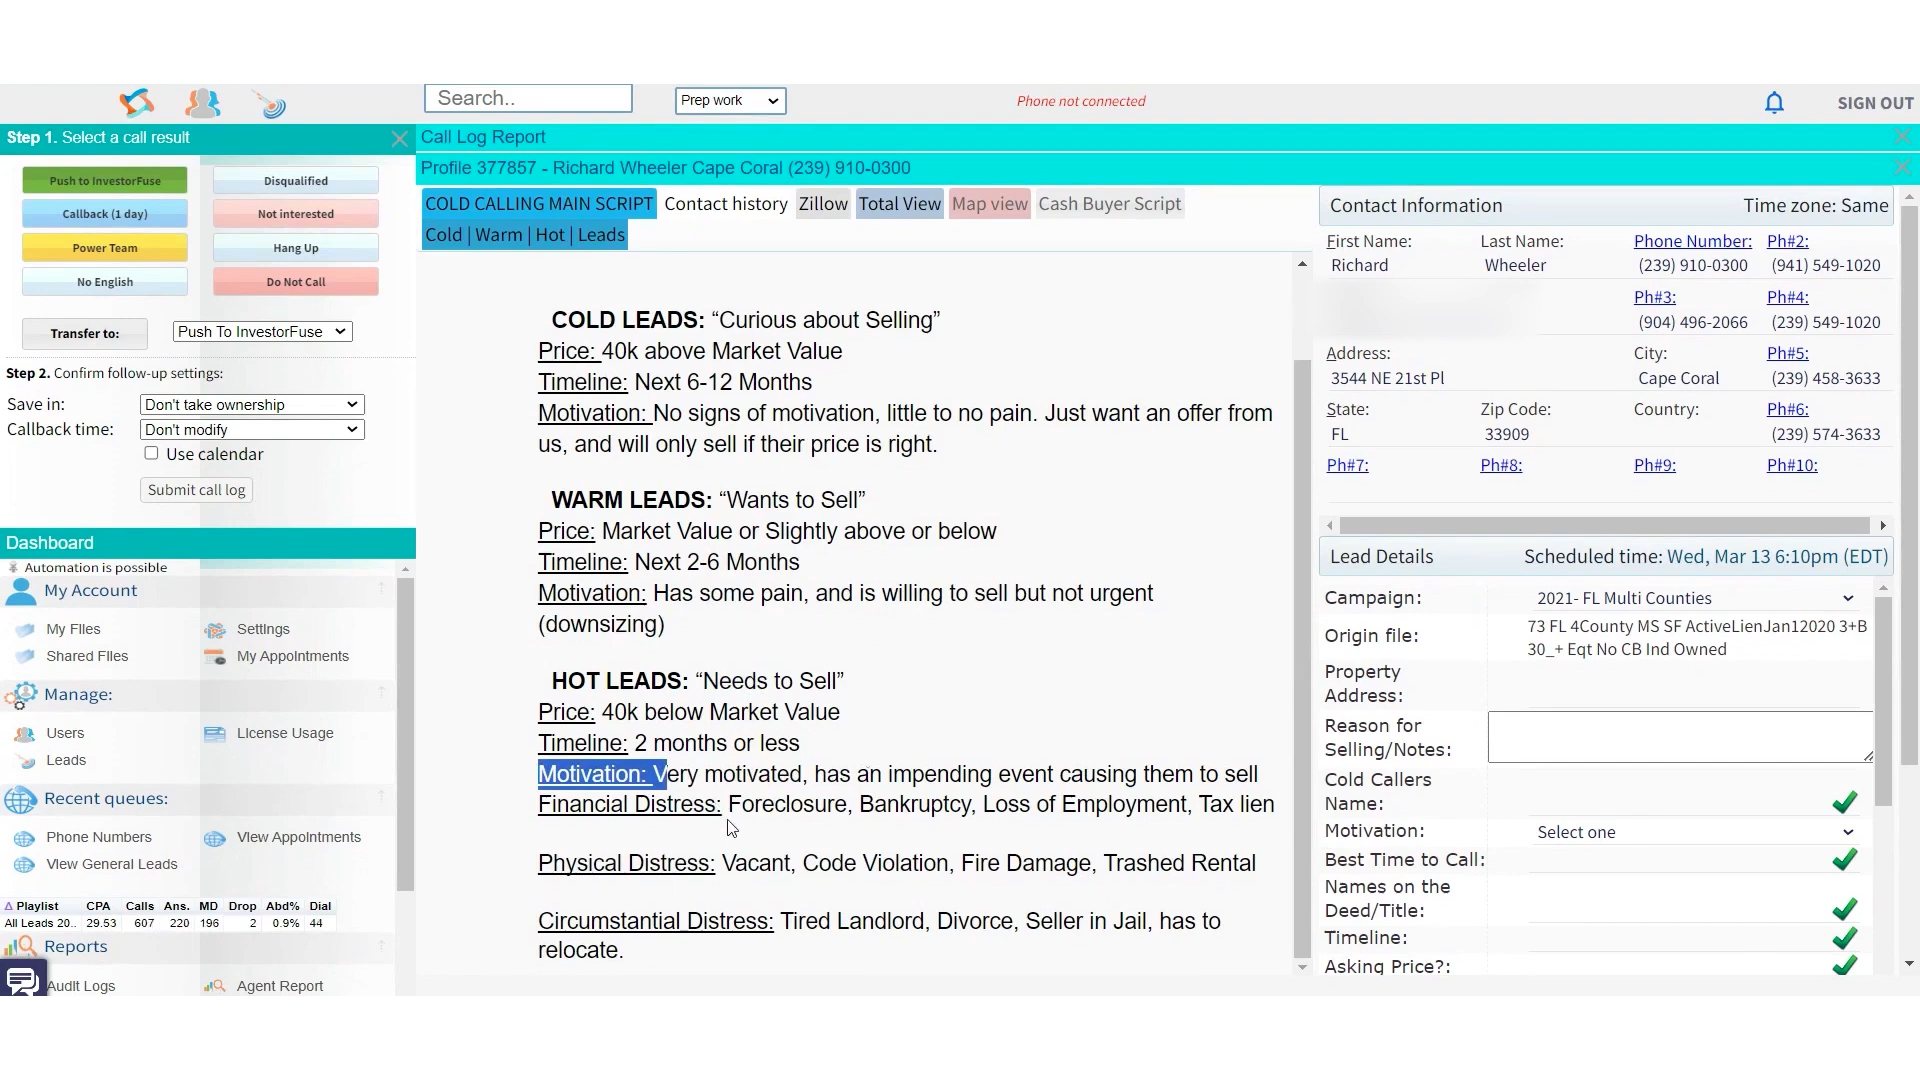 Search..
Prep work
Phone not connected
SIGN OUT
Step 1. Select a call result
Push to InvestorFuse
Disqualified
Callback (1 day)
Not interested
Power Team
Hang Up
No English
Do Not Call
Transfer to:
Push To InvestorFuse
Step 2. Confirm follow-up settings:
Save in:
Don't take ownership
Callback time:
Don't modify
Use calendar
Submit call log
Dashboard
Automation is possible
My Account
My Files
Settings
Shared Files
My Appointments
Manage:
Users
License Usage
Leads
Recent queues:
Phone Numbers
View Appointments
View General Leads
Δ Playlist CPA Calls Ans. MD Drop Abd% Dial
All Leads 20.. 29.53 607 220 196 2 0.9% 44
Reports
Audit Logs
Agent Report
Call Log Report
Profile 377857 - Richard Wheeler Cape Coral (239) 910-0300
COLD CALLING MAIN SCRIPT
Contact history
Zillow
Total View
Map view
Cash Buyer Script
Cold | Warm | Hot | Leads
COLD LEADS: “Curious about Selling”
Price: 40k above Market Value
Timeline: Next 6-12 Months
Motivation: No signs of motivation, little to no pain. Just want an offer from
us, and will only sell if their price is right.
WARM LEADS: “Wants to Sell”
Price: Market Value or Slightly above or below
Timeline: Next 2-6 Months
Motivation: Has some pain, and is willing to sell but not urgent
(downsizing)
HOT LEADS: “Needs to Sell”
Price: 40k below Market Value
Timeline: 2 months or less
Motivation: Very motivated, has an impending event causing them to sell
Financial Distress: Foreclosure, Bankruptcy, Loss of Employment, Tax lien
Physical Distress: Vacant, Code Violation, Fire Damage, Trashed Rental
Circumstantial Distress: Tired Landlord, Divorce, Seller in Jail, has to
relocate.
Contact Information
Time zone: Same
First Name: Last Name: Phone Number: Ph#2:
Richard Wheeler (239) 910-0300 (941) 549-1020
Ph#3: Ph#4:
(904) 496-2066 (239) 549-1020
Address: City: Ph#5:
3544 NE 21st Pl Cape Coral (239) 458-3633
State: Zip Code: Country: Ph#6:
FL 33909 (239) 574-3633
Ph#7: Ph#8: Ph#9: Ph#10:
Lead Details
Scheduled time: Wed, Mar 13 6:10pm (EDT)
Campaign:
2021- FL Multi Counties
Origin file:
73 FL 4County MS SF ActiveLienJan12020 3+B
30_+ Eqt No CB Ind Owned
Property
Address:
Reason for
Selling/Notes:
Cold Callers
Name:
Motivation:
Select one
Best Time to Call:
Names on the
Deed/Title:
Timeline:
Asking Price?: